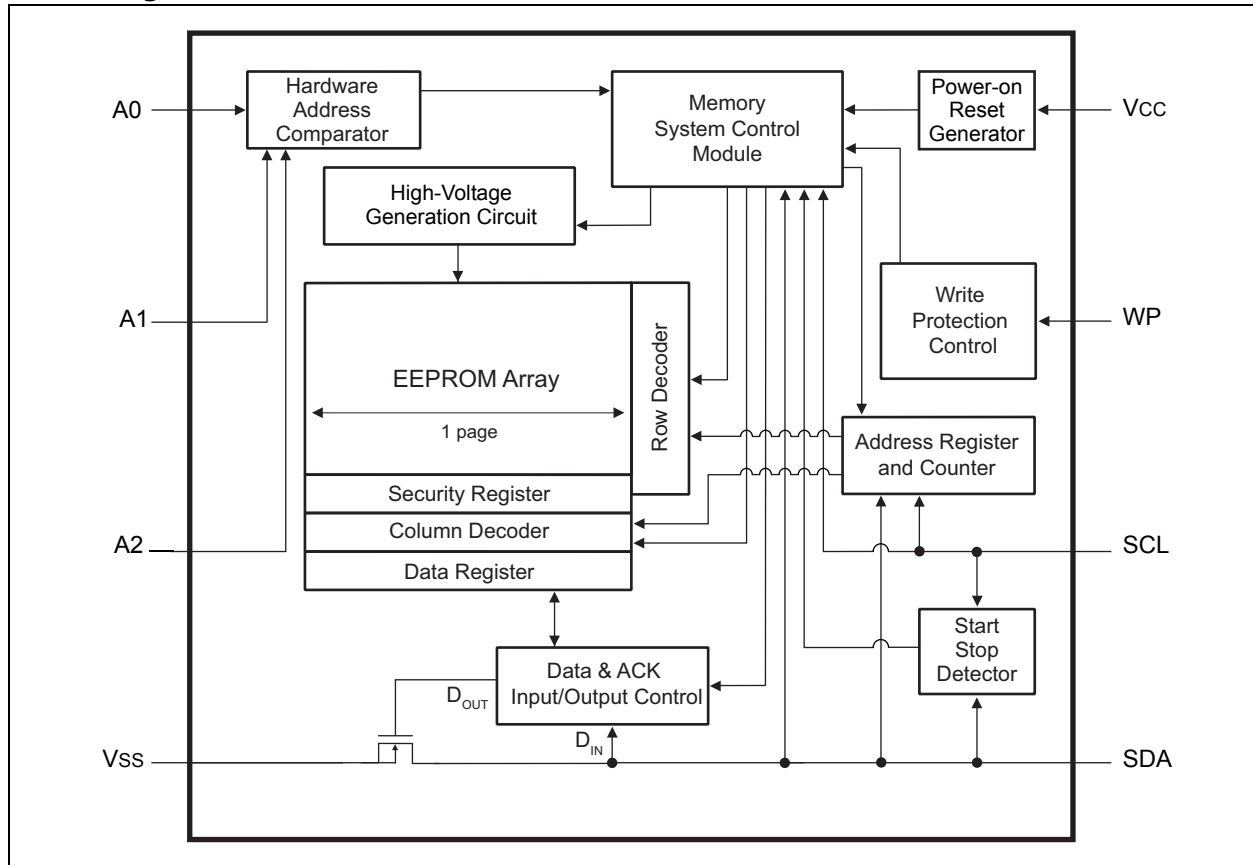 A0
Hardware
Address
Comparator
Memory
System Control
Module
Power-on
Reset
Generator
VCC
High-Voltage
Generation Circuit
A1
EEPROM Array
1 page
Row Decoder
Write
Protection
Control
WP
Address Register
and Counter
Security Register
Column Decoder
Data Register
A2
SCL
Start
Stop
Detector
Data & ACK
Input/Output Control
DOUT
DIN
VSS
SDA